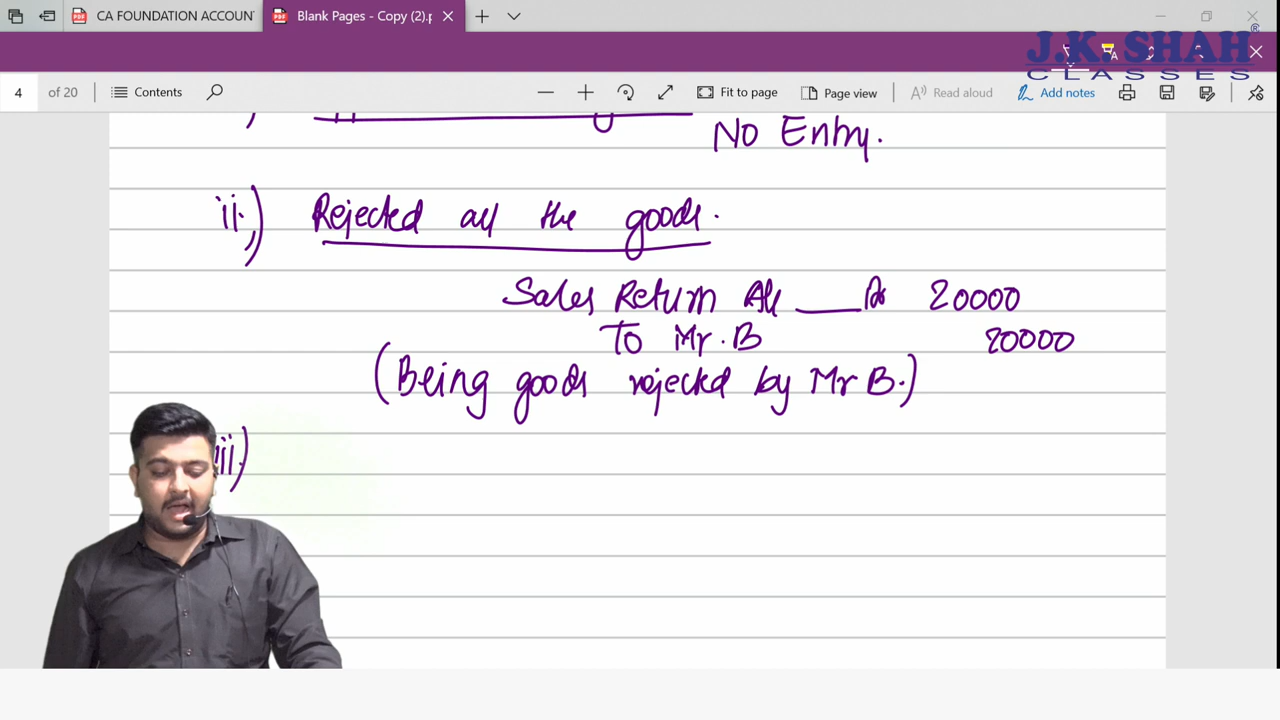 CA FOUNDATION ACCOUN
Blank Pages - Copy (2).p
J.K. SHAH®
CLASSES
4 of 20 Contents Fit to page Page view Read aloud Add notes
No Entry.
ii.) Rejected all the goods.
Sales Return A/c ___ Dr 20000
To Mr. B 20000
(Being goods rejected by Mr B.)
iii.)